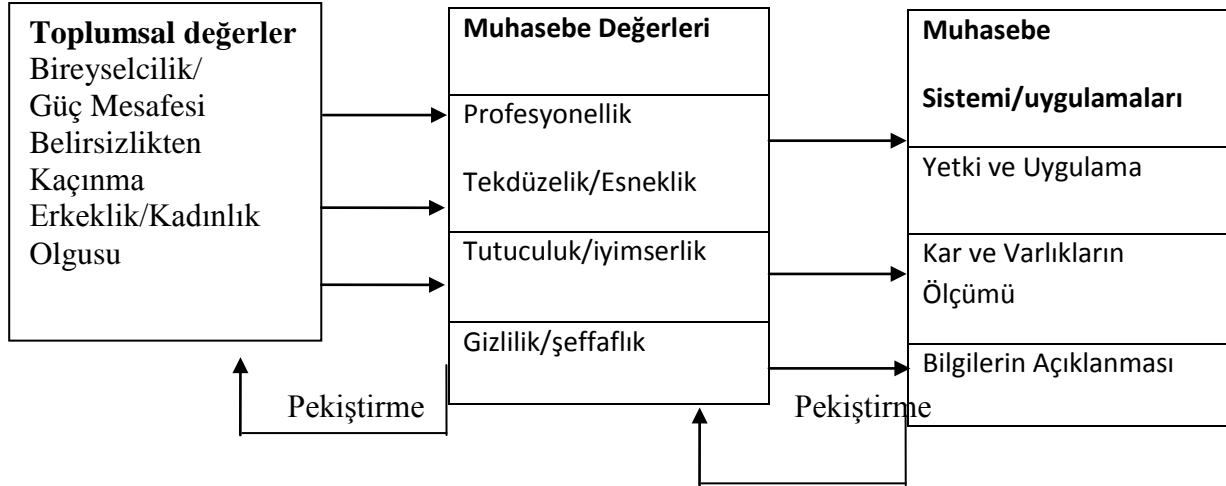 Toplumsal değerler
Bireyselcilik/
Güç Mesafesi
Belirsizlikten
Kaçınma
Erkeklik/Kadınlık
Olgusu
Muhasebe Değerleri
Profesyonellik
Tekdüzelik/Esneklik
Tutuculuk/iyimserlik
Gizlilik/şeffaflık
Muhasebe
Sistemi/uygulamaları
Yetki ve Uygulama
Kar ve Varlıkların
Ölçümü
Bilgilerin Açıklanması
Pekiştirme
Pekiştirme